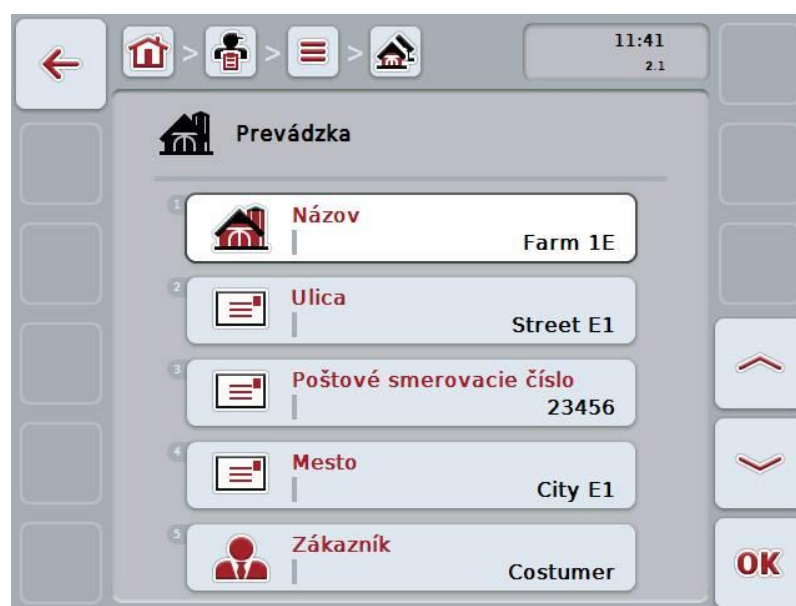 > > >
11:41
2.1
Prevádzka
1
Názov
Farm 1E
2
Ulica
Street E1
3
Poštové smerovacie číslo
23456
4
Mesto
City E1
5
Zákazník
Costumer
OK